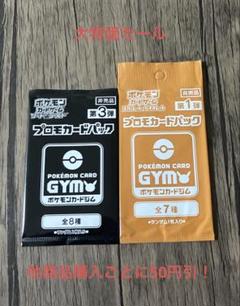 大特価セール
ポケモン
カードゲーム
非売品
第3弾
プロモカードパック
POKÉMON CARD
GYM
ポケモンカードジム
全8種
ポケモン
カードゲーム
非売品
第1弾
プロモカードパック
POKÉMON CARD
GYM
ポケモンカードジム
全7種
他商品購入ごとに50円引！